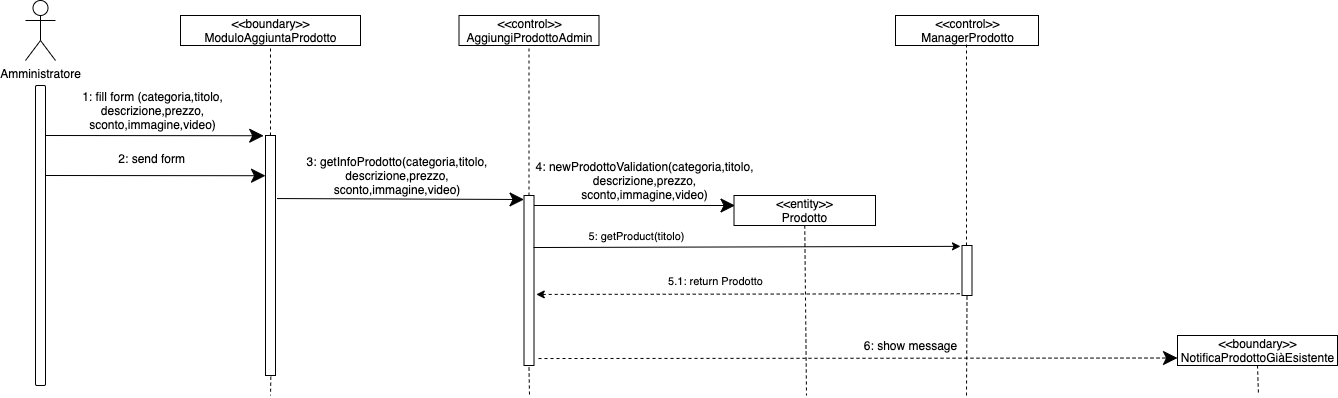 <<boundary>>
ModuloAggiuntaProdotto
<<control>>
AggiungiProdottoAdmin
<<control>>
ManagerProdotto
Amministratore
1: fill form (categoria,titolo,
descrizione,prezzo,
sconto,immagine,video)
2: send form
3: getInfoProdotto(categoria,titolo,
descrizione,prezzo,
sconto,immagine,video)
4: newProdottoValidation(categoria,titolo,
descrizione,prezzo,
sconto,immagine,video)
<<entity>>
Prodotto
5: getProduct(titolo)
5.1: return Prodotto
6: show message
<<boundary>>
NotificaProdottoGiàEsistente